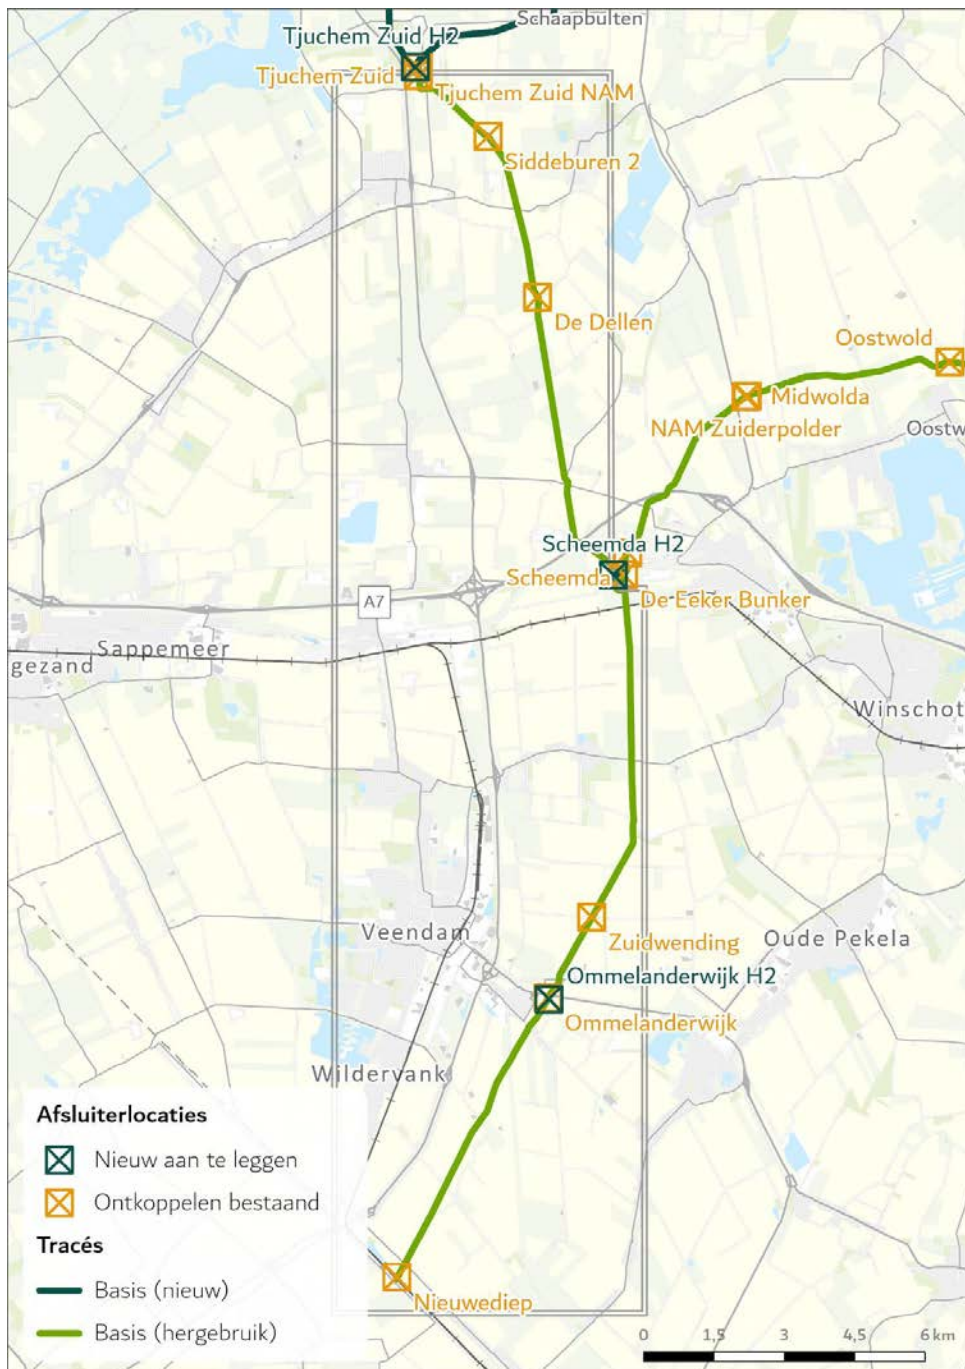 Schaapbulten
Tjuchem Zuid H2
Tjuchem Zuid
Tjuchem Zuid NAM
Siddeburen 2
De Dellen
Oostwold
Midwolda
NAM Zuiderpolder
Oostw
Scheemda H2
Scheemda
De Eeker Bunker
A7
Sappemeer
gezand
Winschot
Zuidwending
Veendam
Oude Pekela
Ommelanderwijk H2
Ommelanderwijk
Wildervank
Afsluiterlocaties
Nieuw aan te leggen
Ontkoppelen bestaand
Tracés
Basis (nieuw)
Basis (hergebruik)
Nieuwediep
0 1,5 3 4,5 6 km